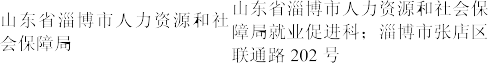 山东省淄博市人力资源和社
会保障局
山东省淄博市人力资源和社会保
障局就业促进科；淄博市张店区
联通路 202 号